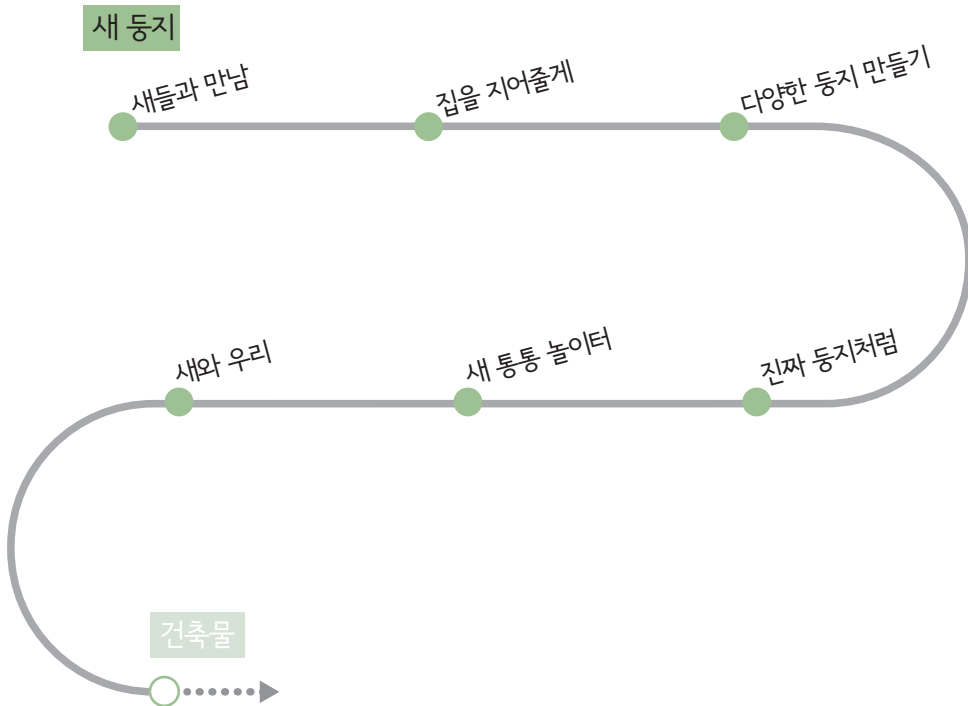 새 둥지
새들과 만남
집을 지어줄게
다양한 둥지 만들기
진짜 둥지처럼
새 통통 놀이터
새와 우리
건축물